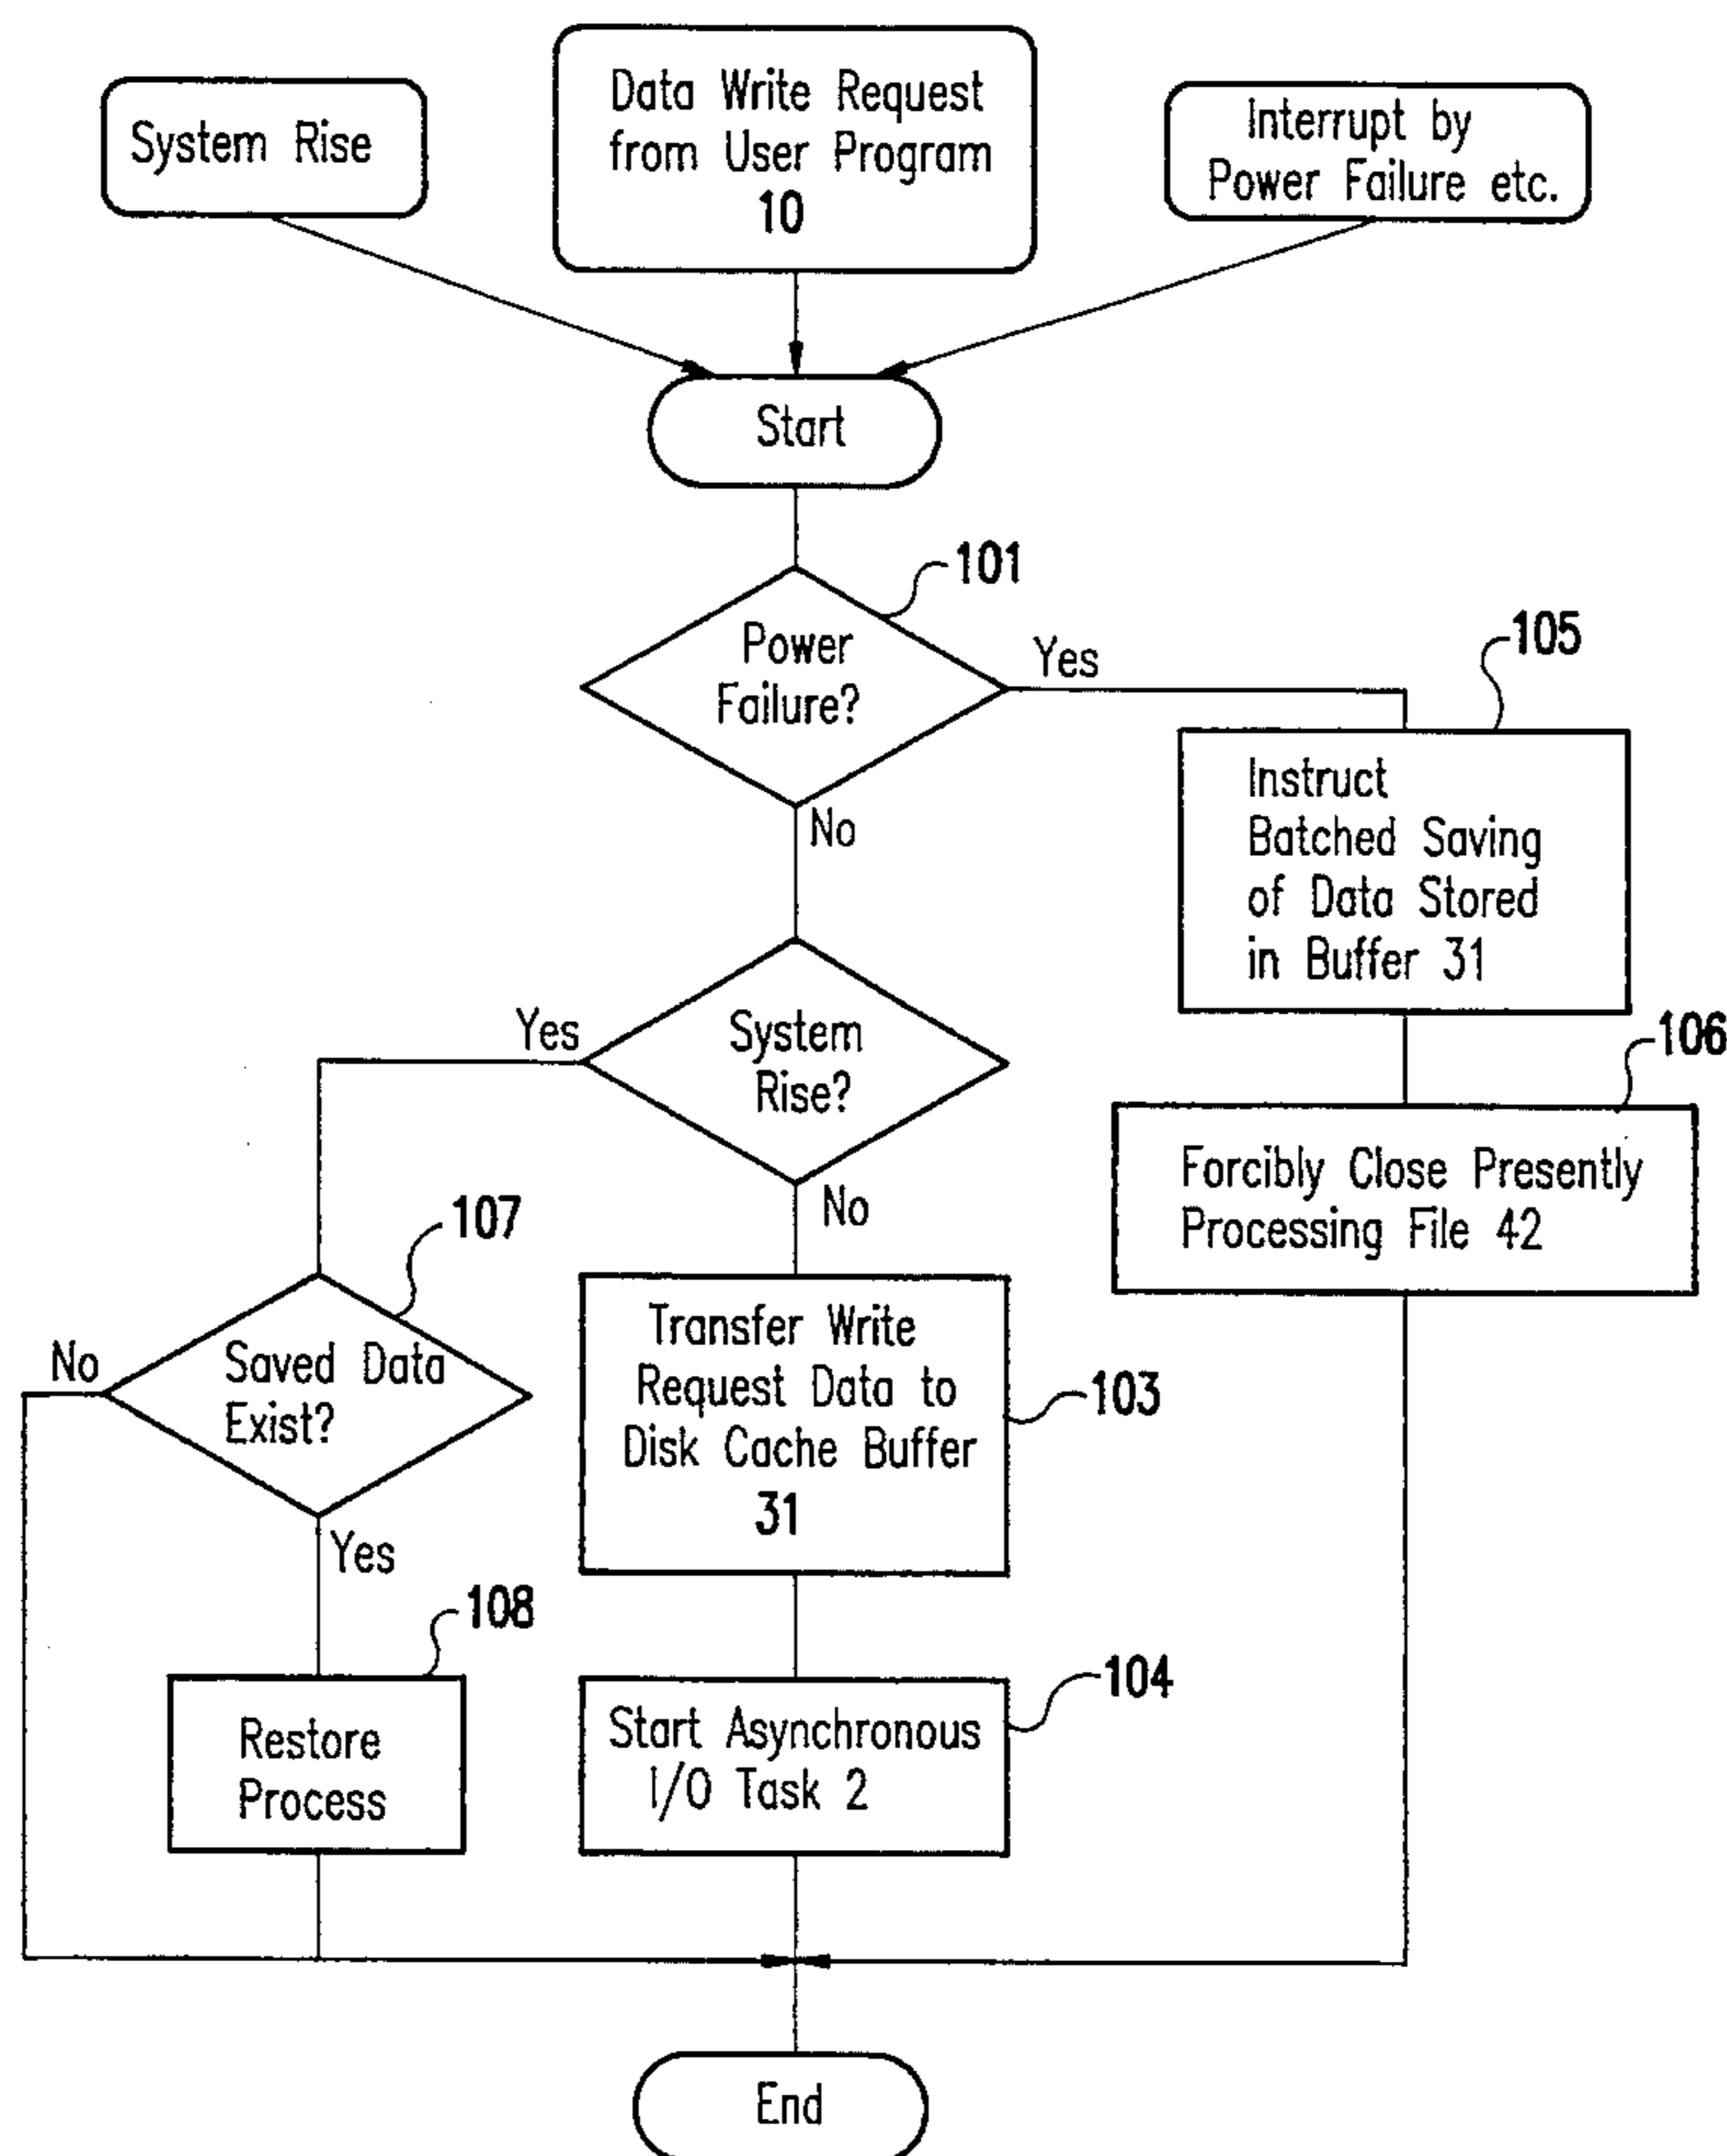 System Rise
Data Write Request
from User Program
10
Interrupt by
Power Failure etc.
Start
101
Power
Failure?
Yes
No
105
Instruct
Batched Saving
of Data Stored
in Buffer 31
106
Forcibly Close Presently
Processing File 42
System
Rise?
Yes
No
107
Saved Data
Exist?
No
Yes
Transfer Write
Request Data to
Disk Cache Buffer
31
103
108
Restore
Process
104
Start Asynchronous
I/O Task 2
End